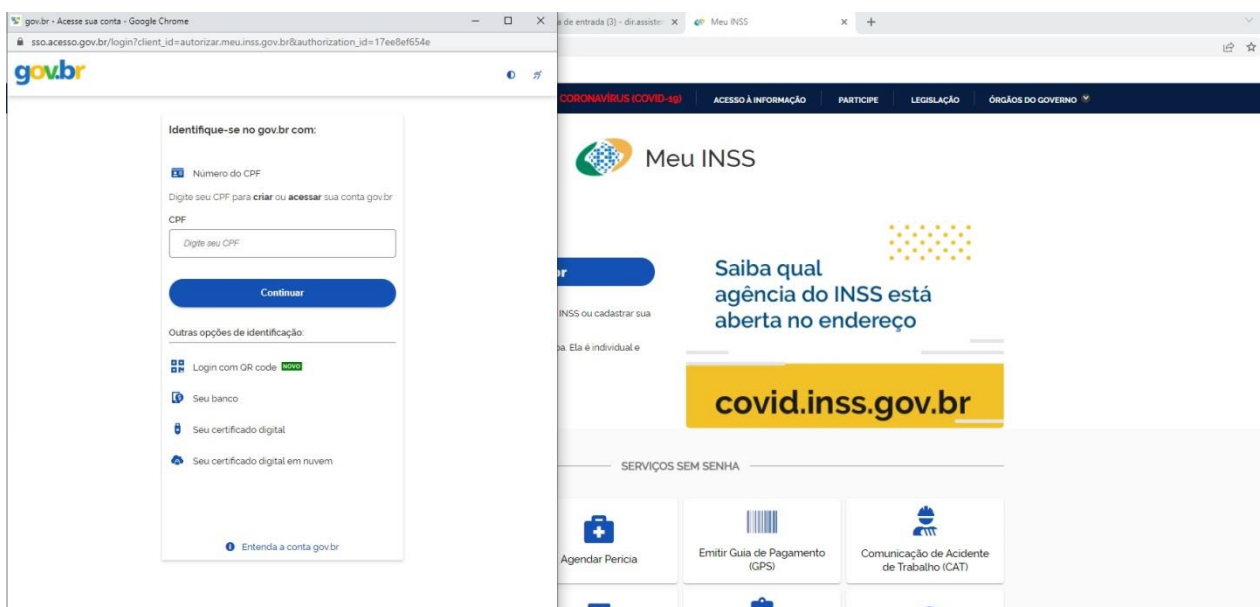 gov.br - Acesse sua conta - Google Chrome
sso.acesso.gov.br/login?client_id=autorizar.meu.inss.gov.br&authorization_id=17ee8ef654e
gov.br
Identifique-se no gov.br com:
Número do CPF
Digite seu CPF para criar ou acessar sua conta gov.br
CPF
Digite seu CPF
Continuar
Outras opções de identificação:
Login com QR code NOVO
Seu banco
Seu certificado digital
Seu certificado digital em nuvem
Entenda a conta gov.br
de entrada (3) - dir.assiste
Meu INSS
CORONAVÍRUS (COVID-19)
ACESSO À INFORMAÇÃO
PARTICIPE
LEGISLAÇÃO
ÓRGÃOS DO GOVERNO
Meu INSS
INSS ou cadastrar sua
Ela é individual e
Saiba qual
agência do INSS está
aberta no endereço
covid.inss.gov.br
SERVIÇOS SEM SENHA
Agendar Perícia
Emitir Guia de Pagamento
(GPS)
Comunicação de Acidente
de Trabalho (CAT)